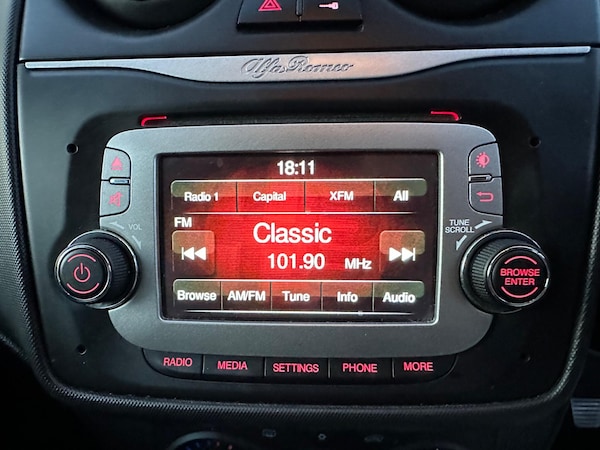 Alfa Romeo
18:11
Radio 1 Capital XFM All
FM
Classic
101.90 MHz
Browse AM/FM Tune Info Audio
VOL
TUNE
SCROLL
BROWSE
ENTER
RADIO MEDIA SETTINGS PHONE MORE